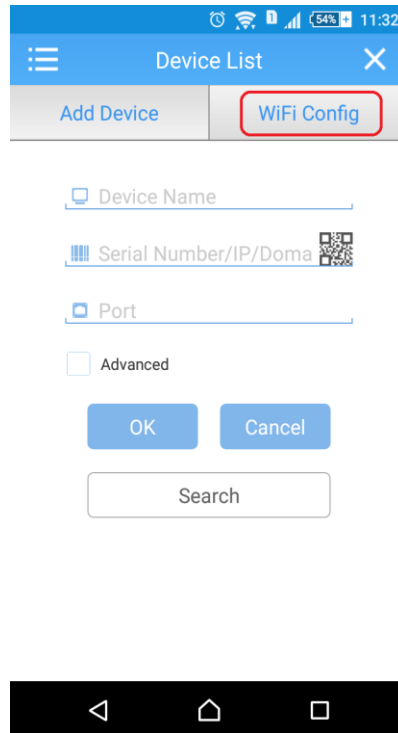 1 54% 11:32
Device List
Add Device WiFi Config
Device Name
Serial Number/IP/Doma
Port
Advanced
OK Cancel
Search